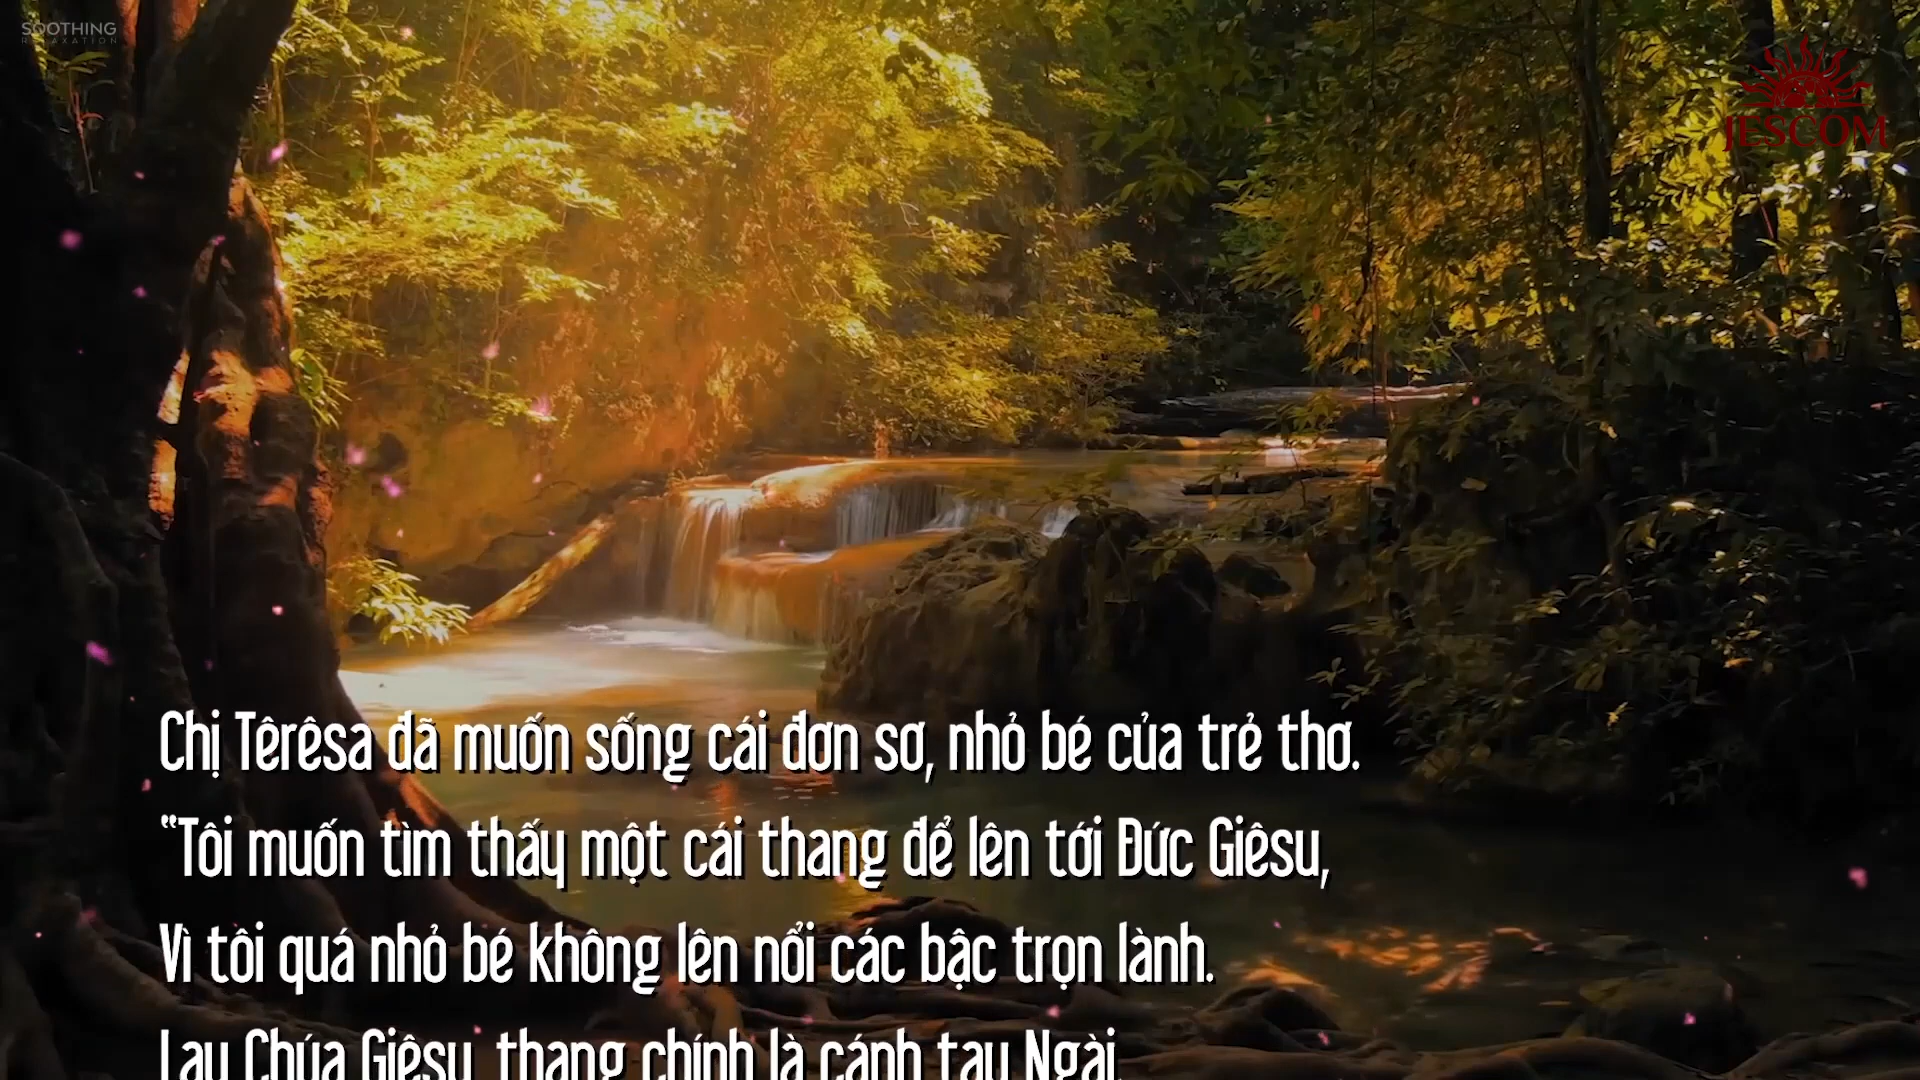 SOOTHING
RELAXATION
JESCOM
Chị Têrêsa đã muốn sống cái đơn sơ, nhỏ bé của trẻ thơ.
“Tôi muốn tìm thấy một cái thang để lên tới Đức Giêsu,
Vì tôi quá nhỏ bé không lên nổi các bậc trọn lành.
Lạy Chúa Giêsu, thang chính là cánh tay Ngài.